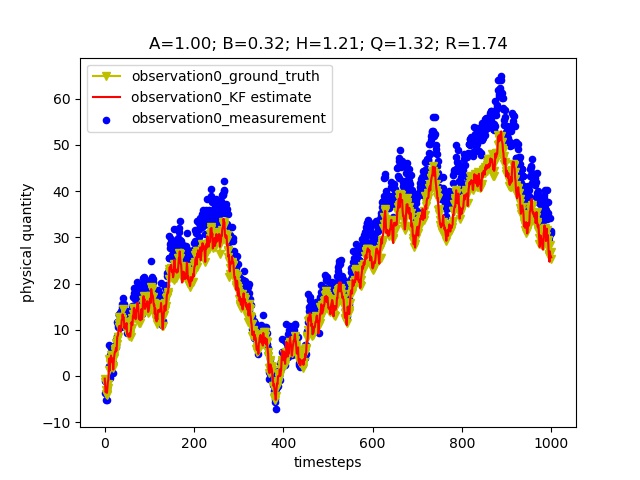 A=1.00; B=0.32; H=1.21; Q=1.32; R=1.74
observation0_ground_truth
observation0_KF estimate
observation0_measurement
physical quantity
60
50
40
30
20
10
0
−10
0 200 400 600 800 1000
timesteps